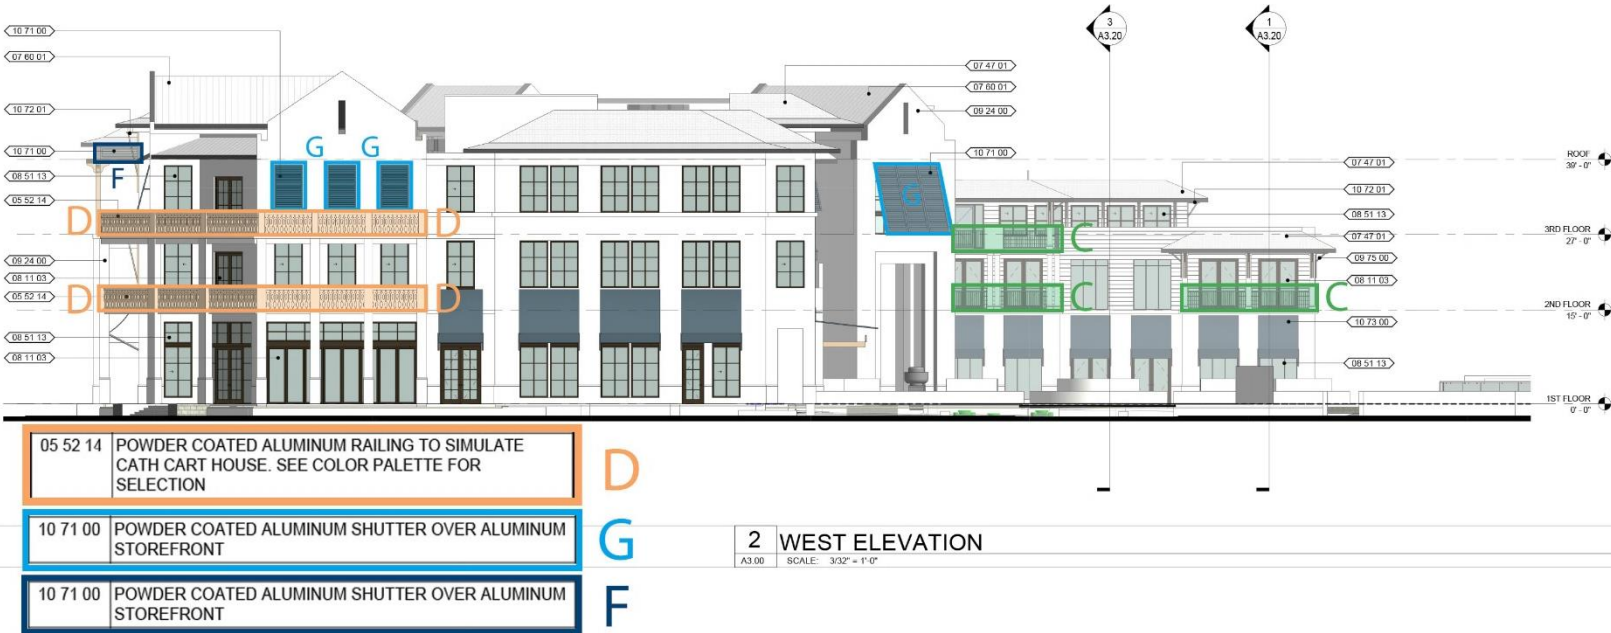 3
A3.20
1
A3.20
10 71 00
07 60 01
10 72 01
10 71 00
08 51 13
05 52 14
09 24 00
08 11 03
05 52 14
08 51 13
08 11 03
G G
F
D D
D D
G
C
C C
07 47 01
07 60 01
09 24 00
10 71 00
07 47 01
10 72 01
08 51 13
07 47 01
09 75 00
08 11 03
10 73 00
08 51 13
ROOF
39' - 0"
3RD FLOOR
27' - 0"
2ND FLOOR
15' - 0"
1ST FLOOR
0' - 0"
05 52 14 POWDER COATED ALUMINUM RAILING TO SIMULATE
CATH CART HOUSE. SEE COLOR PALETTE FOR
SELECTION
D
10 71 00 POWDER COATED ALUMINUM SHUTTER OVER ALUMINUM
STOREFRONT
G
10 71 00 POWDER COATED ALUMINUM SHUTTER OVER ALUMINUM
STOREFRONT
F
2 WEST ELEVATION
A3.00 SCALE: 3/32" = 1'-0"